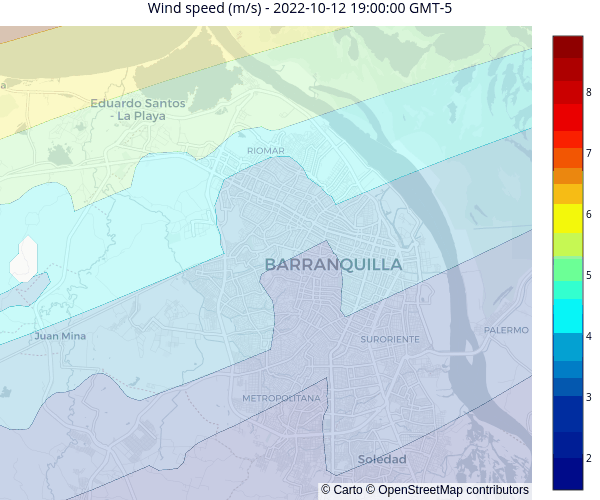 Wind speed (m/s) - 2022-10-12 19:00:00 GMT-5
a
Eduardo Santos
- La Playa
RIOMAR
BARRANQUILLA
Juan Mina
SURORIENTE
PALERMO
METROPOLITANA
Soledad
© Carto © OpenStreetMap contributors
8
7
6
5
4
3
2